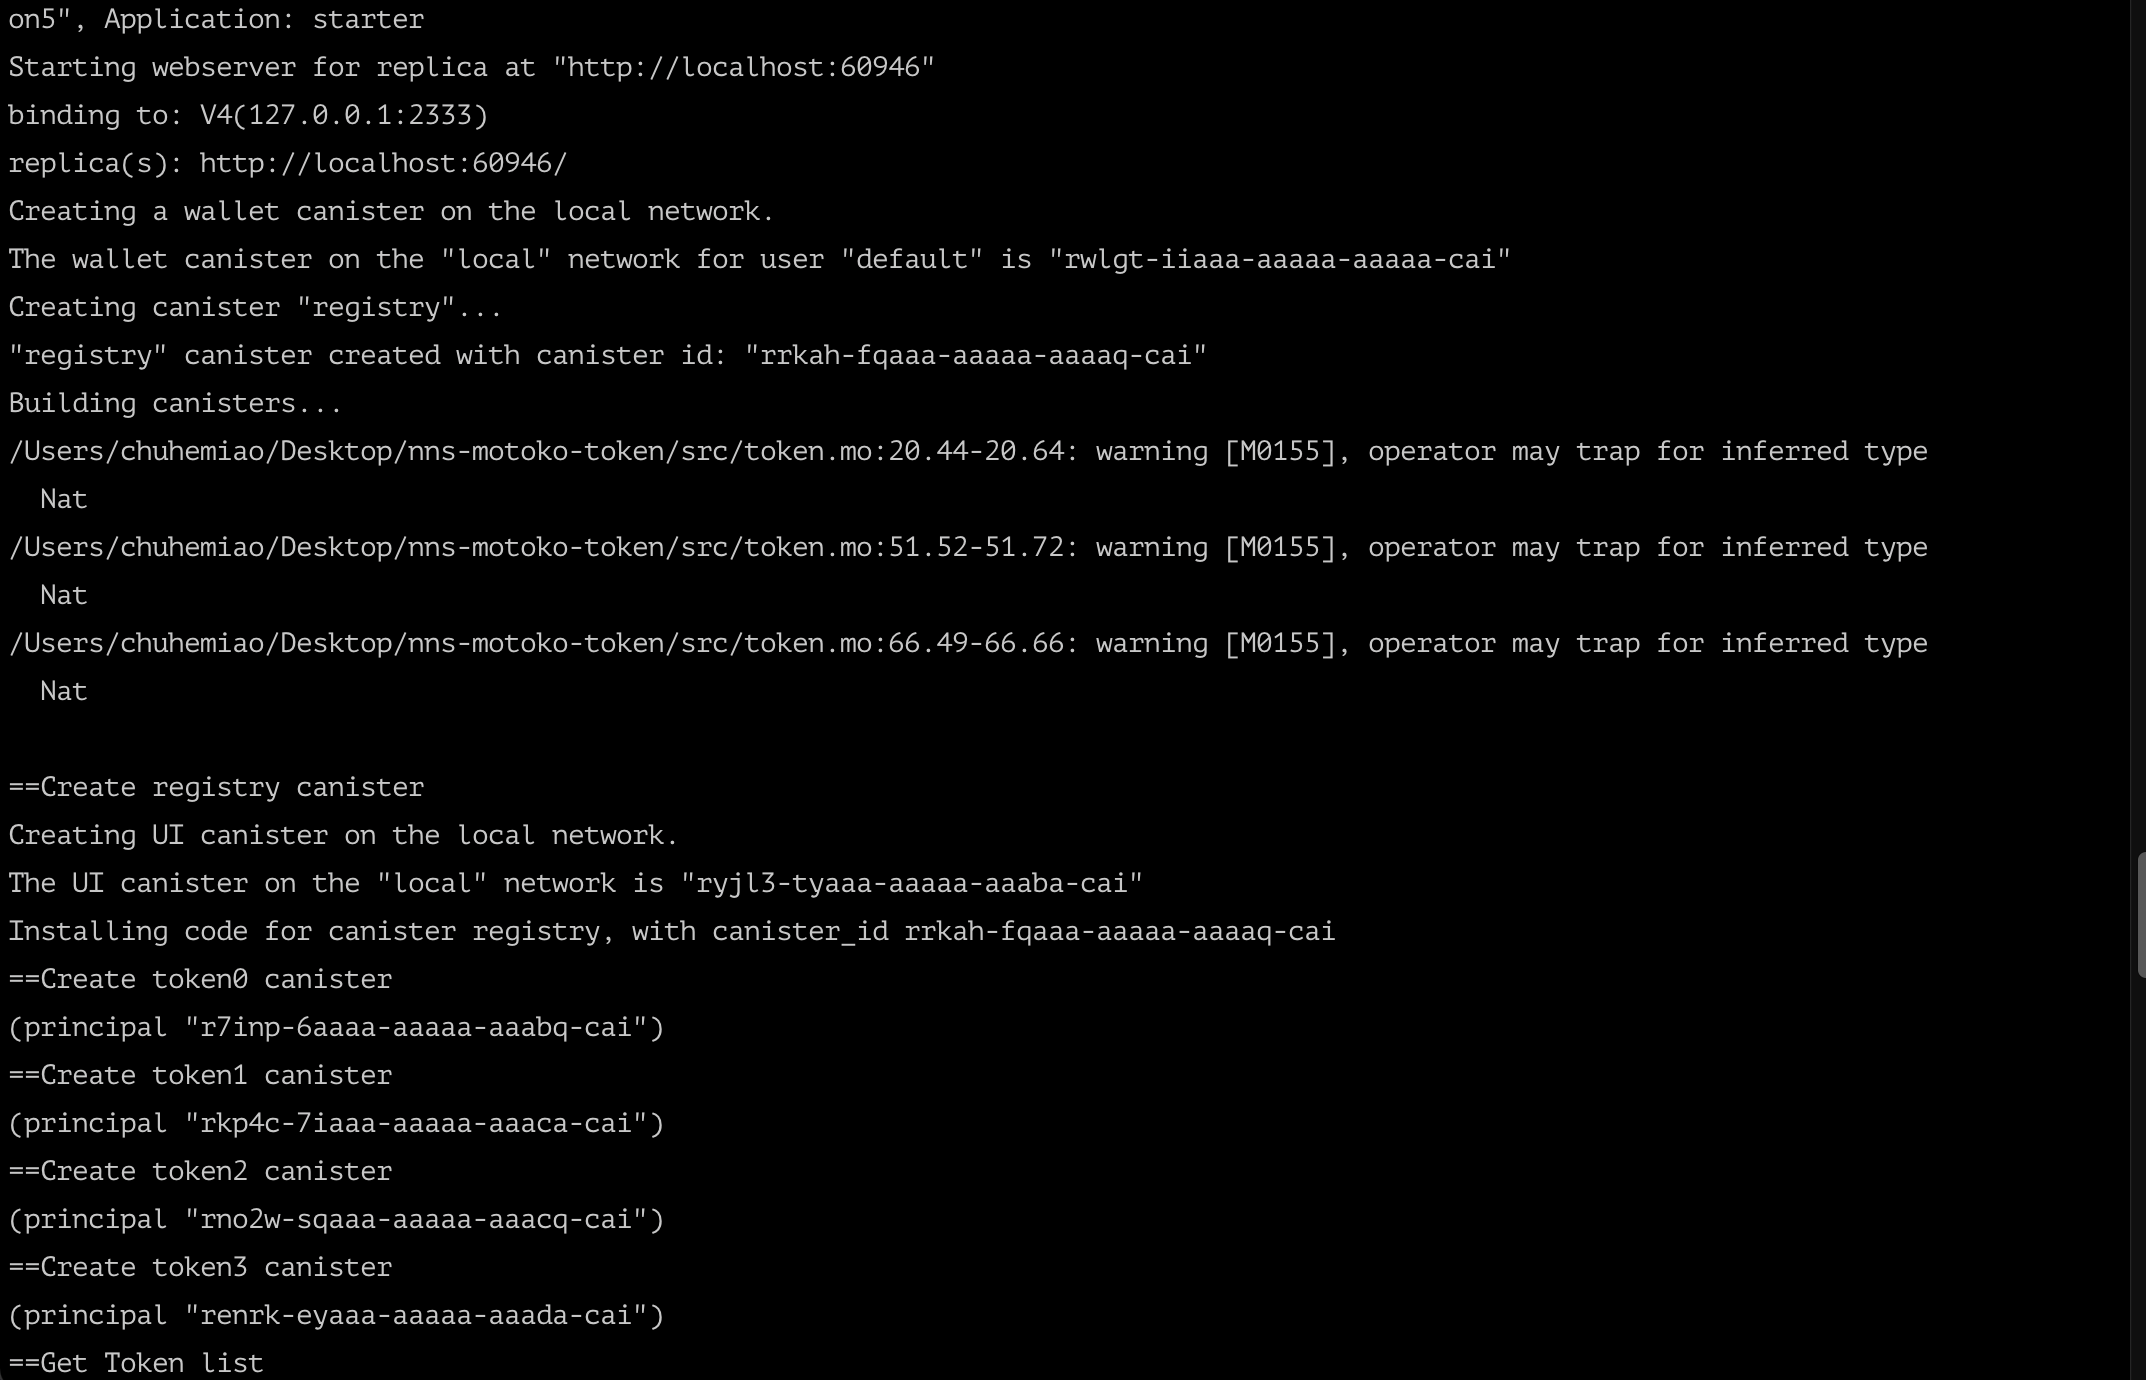 on5", Application: starter
Starting webserver for replica at "http://localhost:60946"
binding to: V4(127.0.0.1:2333)
replica(s): http://localhost:60946/
Creating a wallet canister on the local network.
The wallet canister on the "local" network for user "default" is "rwlgt-iiaaa-aaaaa-aaaaa-cai"
Creating canister "registry"...
"registry" canister created with canister id: "rrkah-fqaaa-aaaaa-aaaaq-cai"
Building canisters...
/Users/chuhemiao/Desktop/nns-motoko-token/src/token.mo:20.44-20.64: warning [M0155], operator may trap for inferred type
  Nat
/Users/chuhemiao/Desktop/nns-motoko-token/src/token.mo:51.52-51.72: warning [M0155], operator may trap for inferred type
  Nat
/Users/chuhemiao/Desktop/nns-motoko-token/src/token.mo:66.49-66.66: warning [M0155], operator may trap for inferred type
  Nat
==Create registry canister
Creating UI canister on the local network.
The UI canister on the "local" network is "ryjl3-tyaaa-aaaaa-aaaba-cai"
Installing code for canister registry, with canister_id rrkah-fqaaa-aaaaa-aaaaq-cai
==Create token0 canister
(principal "r7inp-6aaaa-aaaaa-aaabq-cai")
==Create token1 canister
(principal "rkp4c-7iaaa-aaaaa-aaaca-cai")
==Create token2 canister
(principal "rno2w-sqaaa-aaaaa-aaacq-cai")
==Create token3 canister
(principal "renrk-eyaaa-aaaaa-aaada-cai")
==Get Token list